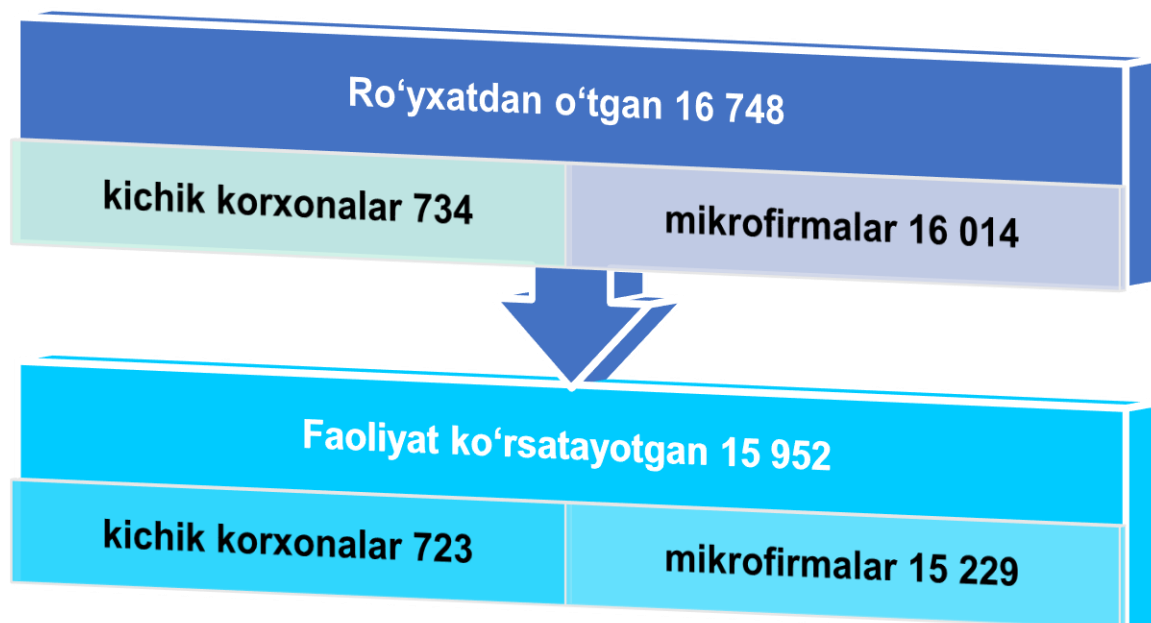 Ro‘yxatdan o‘tgan 16 748
kichik korxonalar 734
mikrofirmalar 16 014
Faoliyat ko‘rsatayotgan 15 952
kichik korxonalar 723
mikrofirmalar 15 229